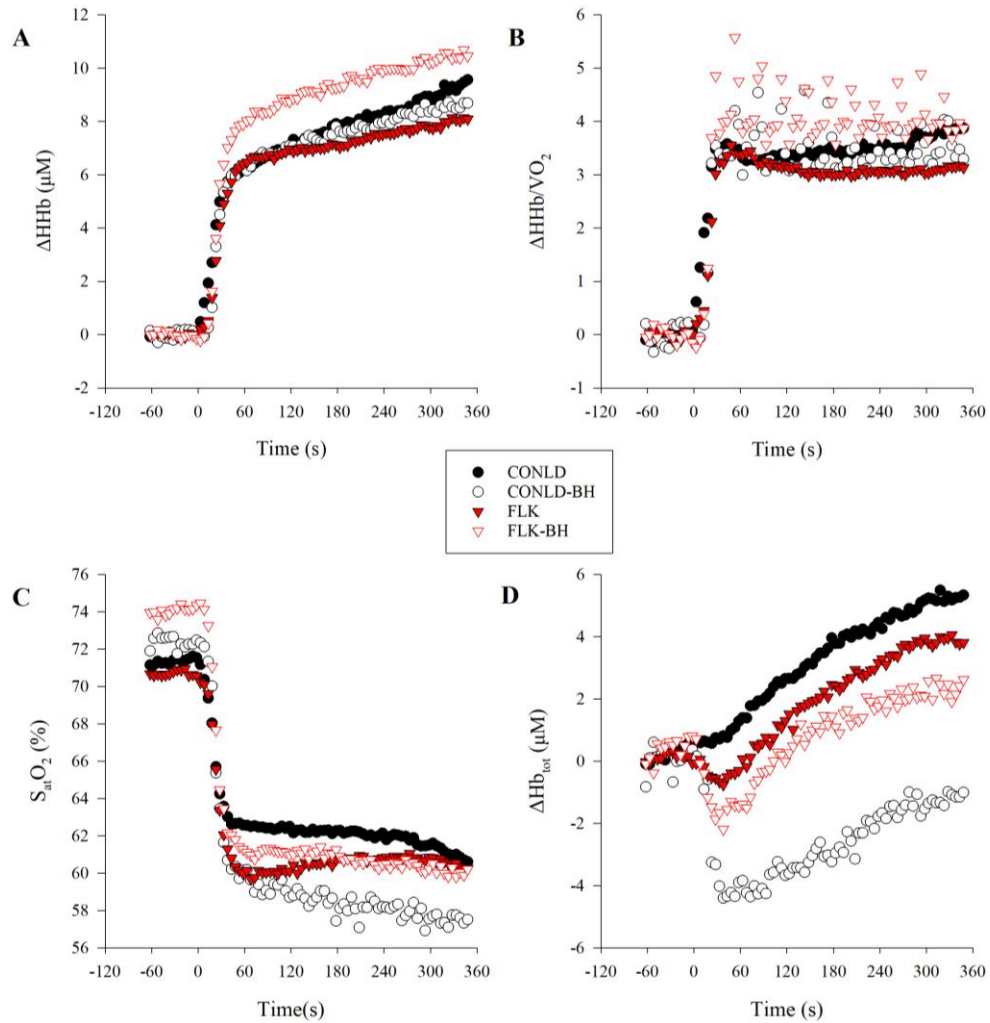 A
B
12
10
8
6
4
2
0
-2
ΔHHb (μM)
-120 -60 0 60 120 180 240 300 360
Time (s)
7
6
5
4
3
2
1
0
-1
ΔHHb/VO₂
-120 -60 0 60 120 180 240 300 360
Time (s)
CONLD
CONLD-BH
FLK
FLK-BH
C
D
76
74
72
70
68
66
64
62
60
58
56
SₐₜO₂ (%)
-120 -60 0 60 120 180 240 300 360
Time(s)
6
4
2
0
-2
-4
-6
ΔHbₜₒₜ (μM)
-120 -60 0 60 120 180 240 300 360
Time (s)